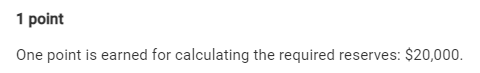 1 point
One point is earned for calculating the required reserves: $20,000.